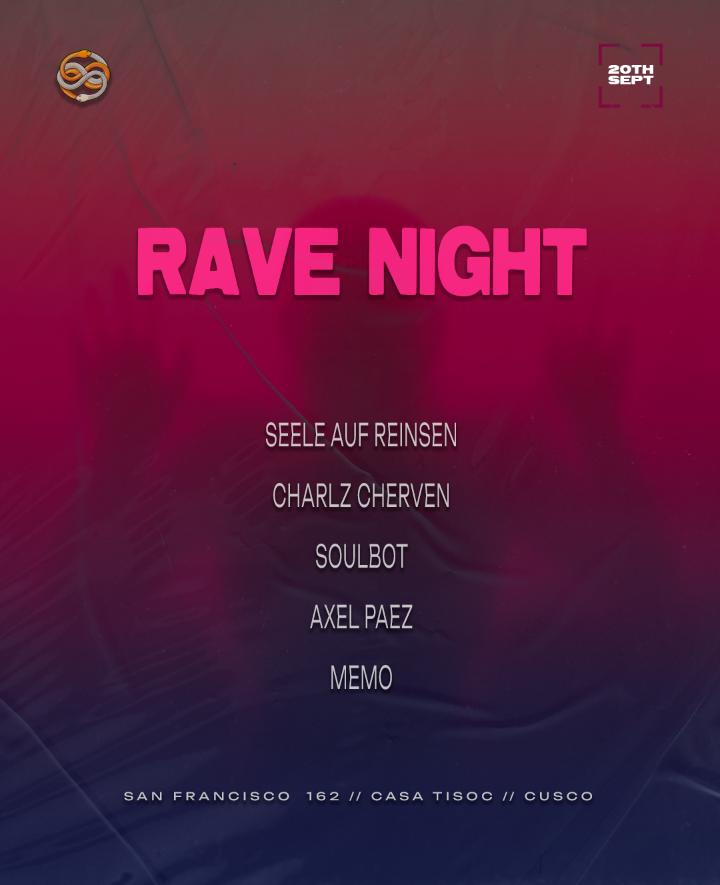 20TH
SEPT
RAVE NIGHT
SEELE AUF REINSEN
CHARLZ CHERVEN
SOULBOT
AXEL PAEZ
MEMO
SAN FRANCISCO 162 // CASA TISOC // CUSCO